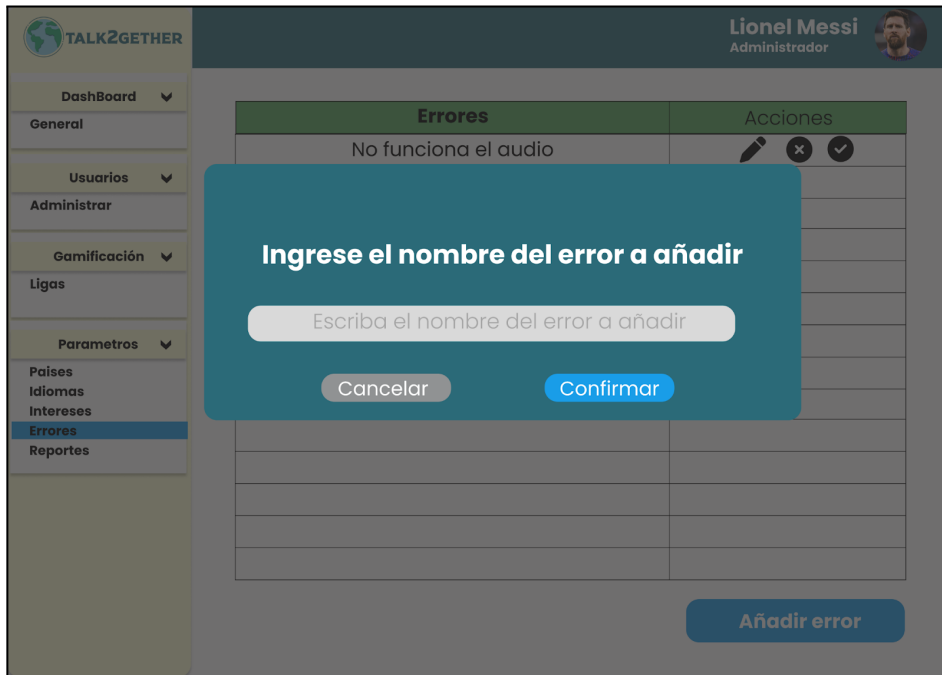 TALK2GETHER
Lionel Messi
Administrador
DashBoard
General
Usuarios
Administrar
Gamificación
Ligas
Parametros
Paises
Idiomas
Intereses
Errores
Reportes
Errores Acciones
No funciona el audio
Ingrese el nombre del error a añadir
Escriba el nombre del error a añadir
Cancelar Confirmar
Añadir error